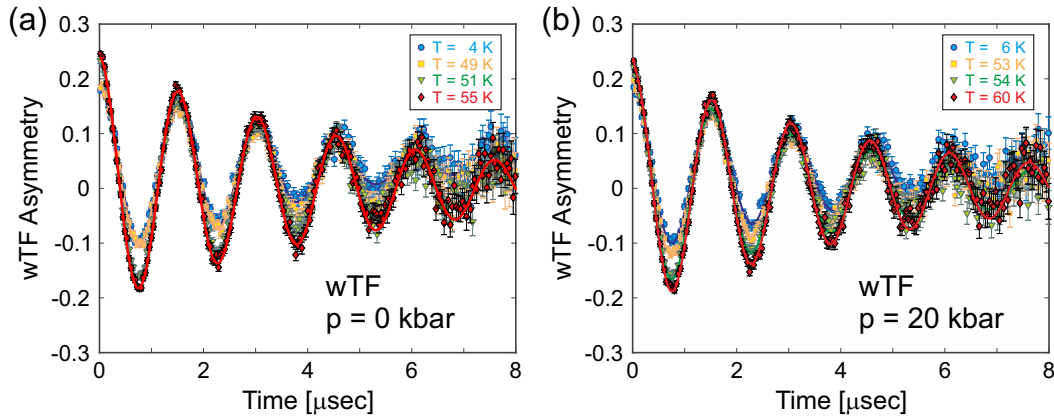 (a)
0.3
0.2
0.1
0
-0.1
-0.2
-0.3
wTF Asymmetry
T = 4 K
T = 49 K
T = 51 K
T = 55 K
wTF
p = 0 kbar
0 2 4 6 8
Time [μsec]
(b)
0.3
0.2
0.1
0
-0.1
-0.2
-0.3
wTF Asymmetry
T = 6 K
T = 53 K
T = 54 K
T = 60 K
wTF
p = 20 kbar
0 2 4 6 8
Time [μsec]